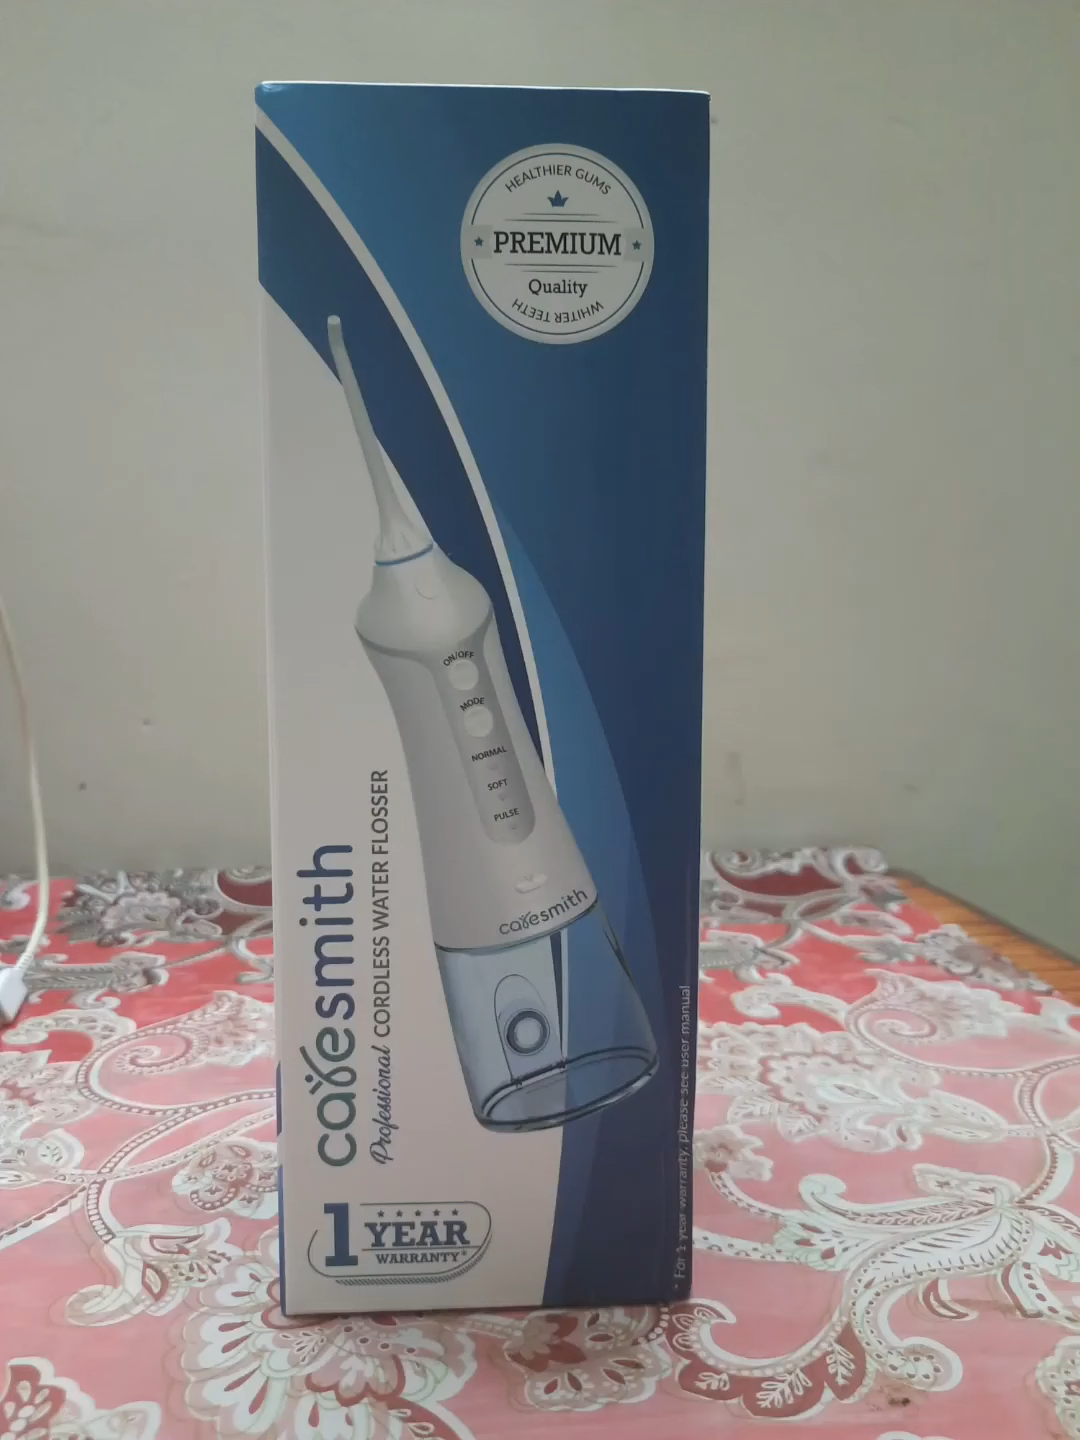 HEALTHIER GUMS
PREMIUM
Quality
WHITER TEETH
ON/OFF
MODE
NORMAL
SOFT
PULSE
caresmith
caresmith
Professional CORDLESS WATER FLOSSER
1 YEAR
WARRANTY*
* For 1 year warranty, please see user manual